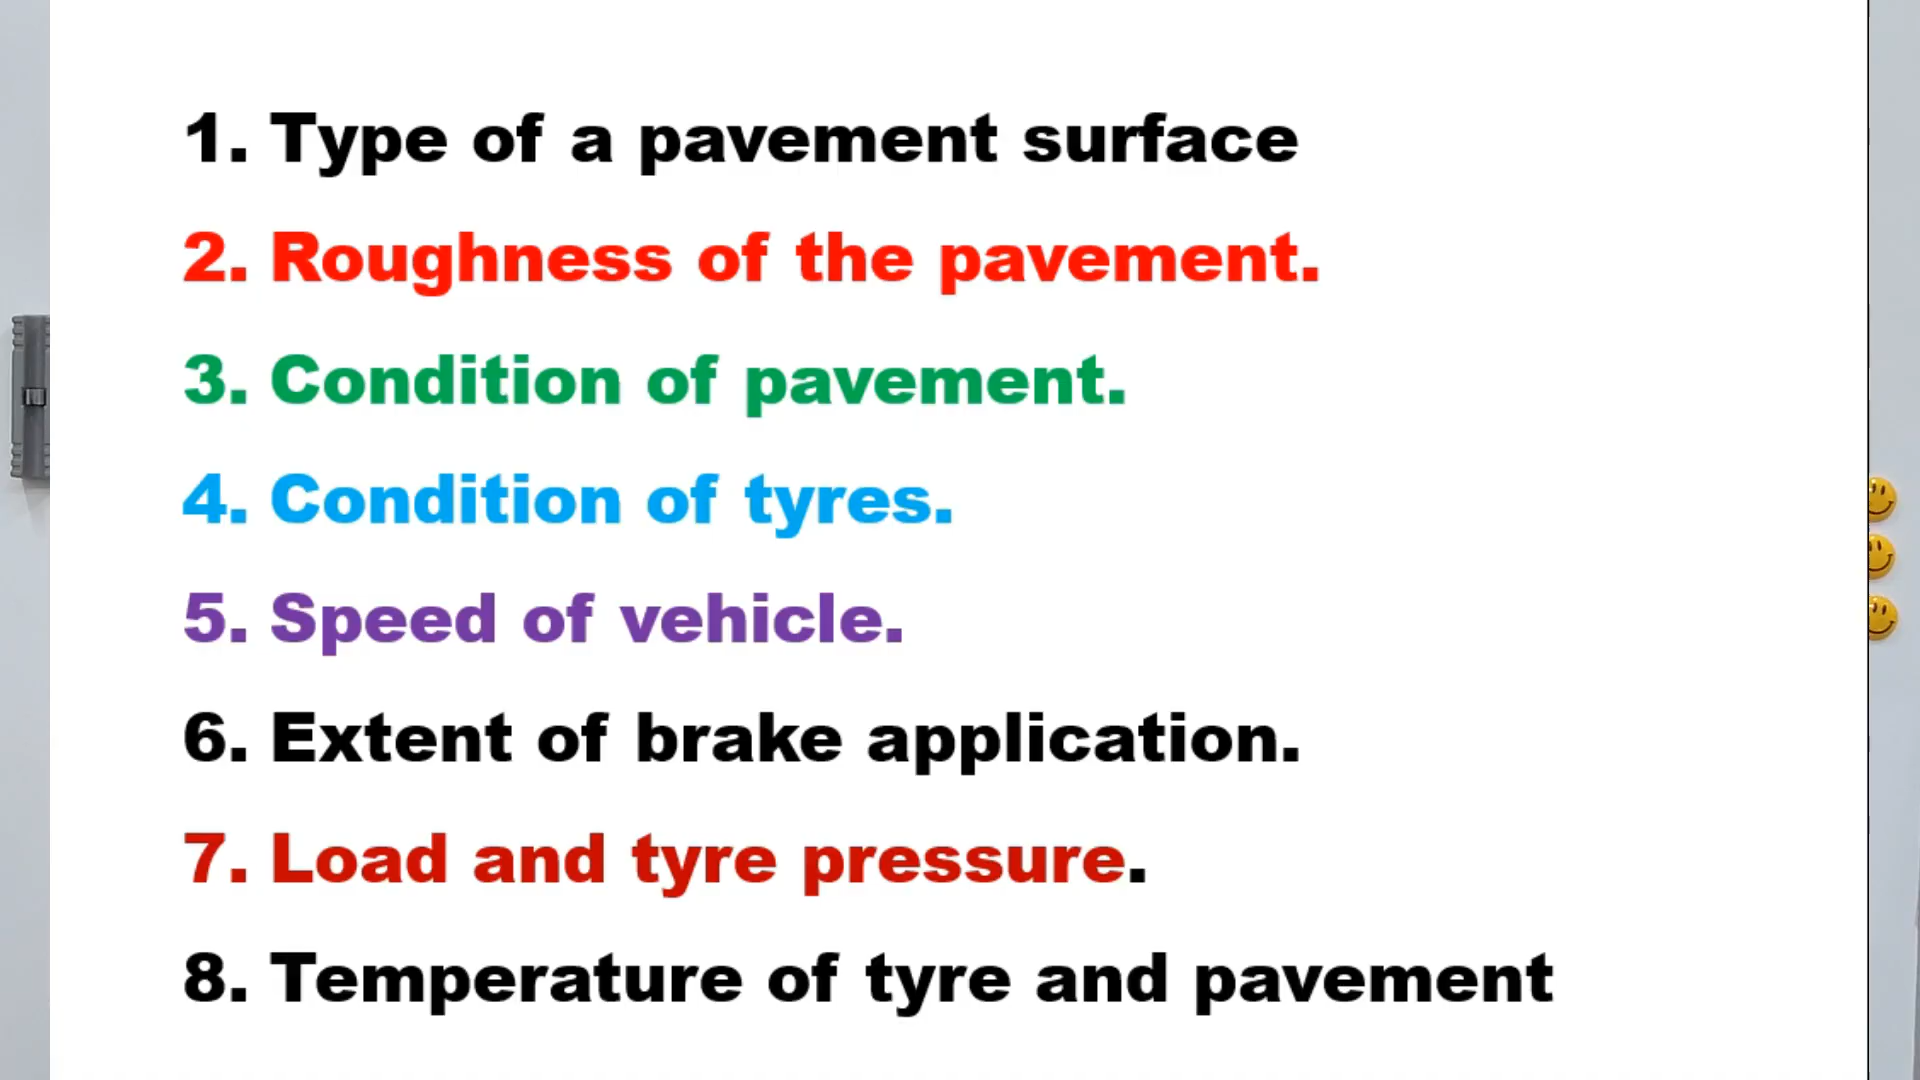 1. Type of a pavement surface
2. Roughness of the pavement.
3. Condition of pavement.
4. Condition of tyres.
5. Speed of vehicle.
6. Extent of brake application.
7. Load and tyre pressure.
8. Temperature of tyre and pavement